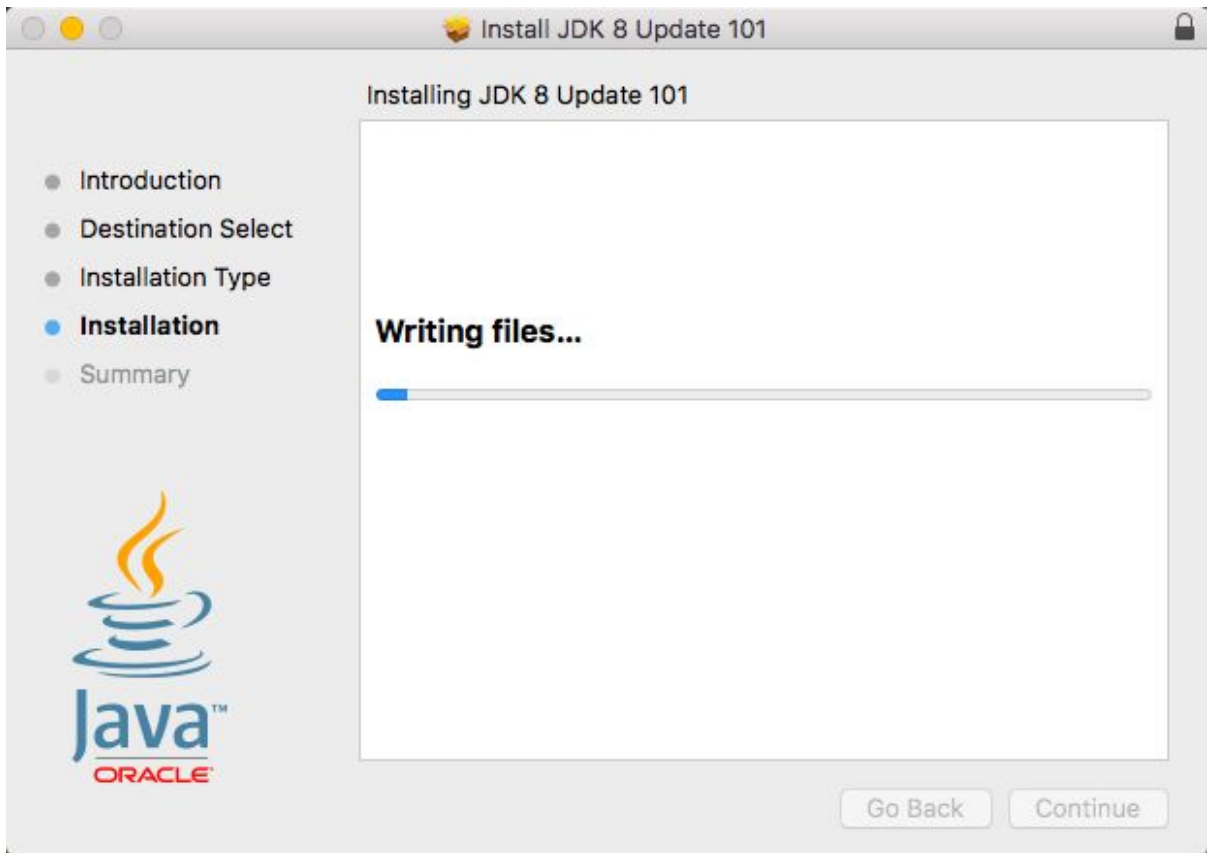 Install JDK 8 Update 101
Installing JDK 8 Update 101
Introduction
Destination Select
Installation Type
Installation
Summary
Writing files...
Java™
ORACLE
Go Back
Continue